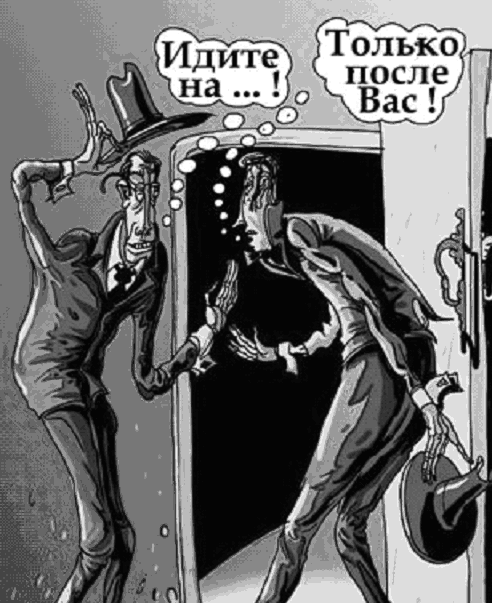 Идите
на ... !
Только
после
Вас !